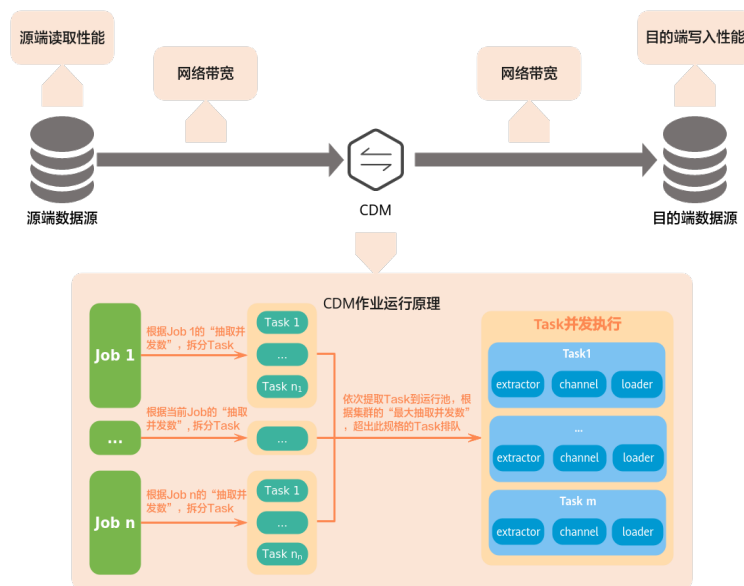 源端读取性能
网络带宽
网络带宽
目的端写入性能
源端数据源
CDM
目的端数据源
CDM作业运行原理
Job 1
根据Job 1的“抽取并
发数”，拆分Task
Task 1
...
Task n1
...
根据当前Job的“抽取
并发数”, 拆分Task
...
Job n
根据Job n的“抽取并
发数”，拆分Task
Task 1
...
Task nn
依次提取Task到运行池，根
据集群的“最大抽取并发数”
，超出此规格的Task排队
Task并发执行
Task1
extractor channel loader
...
extractor channel loader
Task m
extractor channel loader